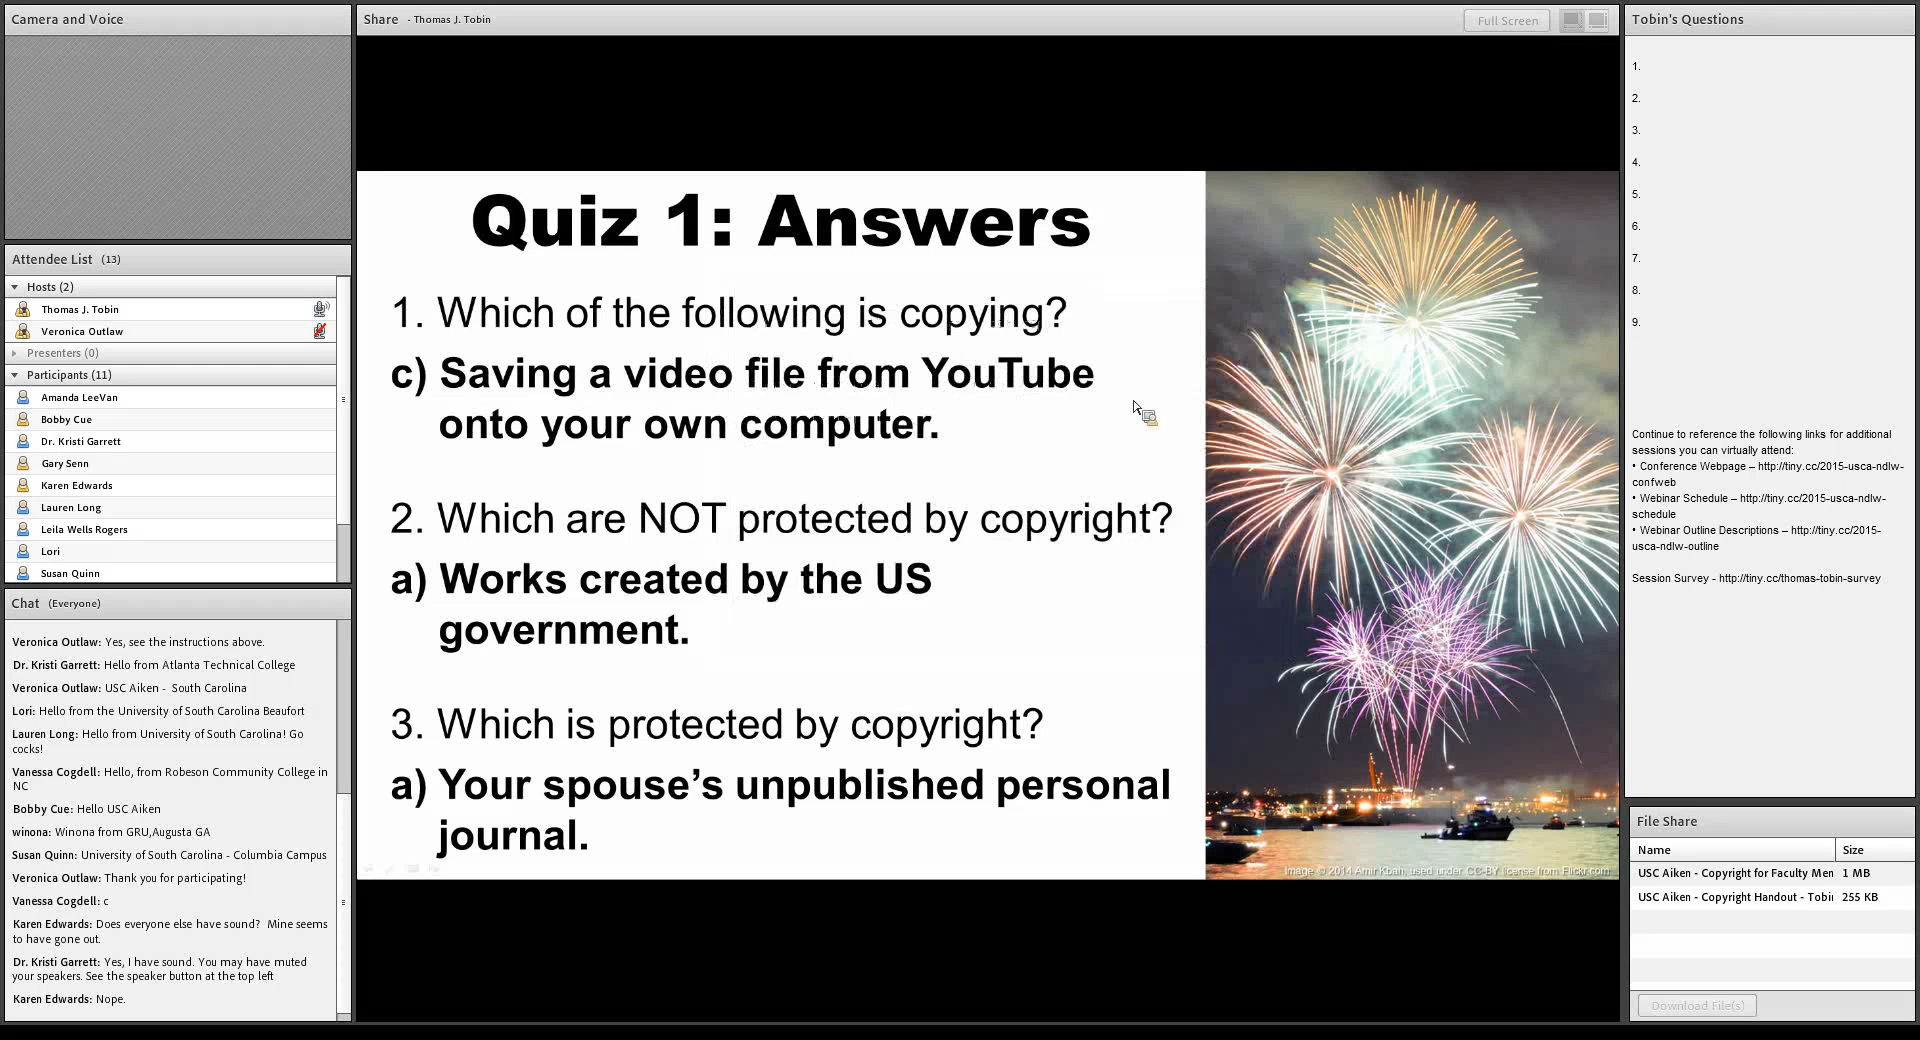 Camera and Voice
Attendee List (13)
Hosts (2)
Thomas J. Tobin
Veronica Outlaw
Presenters (0)
Participants (11)
Amanda LeeVan
Bobby Cue
Dr. Kristi Garrett
Gary Senn
Karen Edwards
Lauren Long
Leila Wells Rogers
Lori
Susan Quinn
Chat (Everyone)
Veronica Outlaw: Yes, see the instructions above.
Dr. Kristi Garrett: Hello from Atlanta Technical College
Veronica Outlaw: USC Aiken - South Carolina
Lori: Hello from the University of South Carolina Beaufort
Lauren Long: Hello from University of South Carolina! Go
cocks!
Vanessa Cogdell: Hello, from Robeson Community College in
NC
Bobby Cue: Hello USC Aiken
winona: Winona from GRU,Augusta GA
Susan Quinn: University of South Carolina - Columbia Campus
Veronica Outlaw: Thank you for participating!
Vanessa Cogdell: c
Karen Edwards: Does everyone else have sound? Mine seems
to have gone out.
Dr. Kristi Garrett: Yes, I have sound. You may have muted
your speakers. See the speaker button at the top left
Karen Edwards: Nope.
Share - Thomas J. Tobin
Full Screen
Quiz 1: Answers
1. Which of the following is copying?
c) Saving a video file from YouTube
onto your own computer.
2. Which are NOT protected by copyright?
a) Works created by the US
government.
3. Which is protected by copyright?
a) Your spouse’s unpublished personal
journal.
Image © 2014 Amir Kbah, used under CC-BY license from Flickr.com
Tobin's Questions
1.
2.
3.
4.
5.
6.
7.
8.
9.
Continue to reference the following links for additional
sessions you can virtually attend:
• Conference Webpage – http://tiny.cc/2015-usca-ndlw-
confweb
• Webinar Schedule – http://tiny.cc/2015-usca-ndlw-
schedule
• Webinar Outline Descriptions – http://tiny.cc/2015-
usca-ndlw-outline
Session Survey - http://tiny.cc/thomas-tobin-survey
File Share
Name Size
USC Aiken - Copyright for Faculty Men 1 MB
USC Aiken - Copyright Handout - Tobin 255 KB
Download File(s)